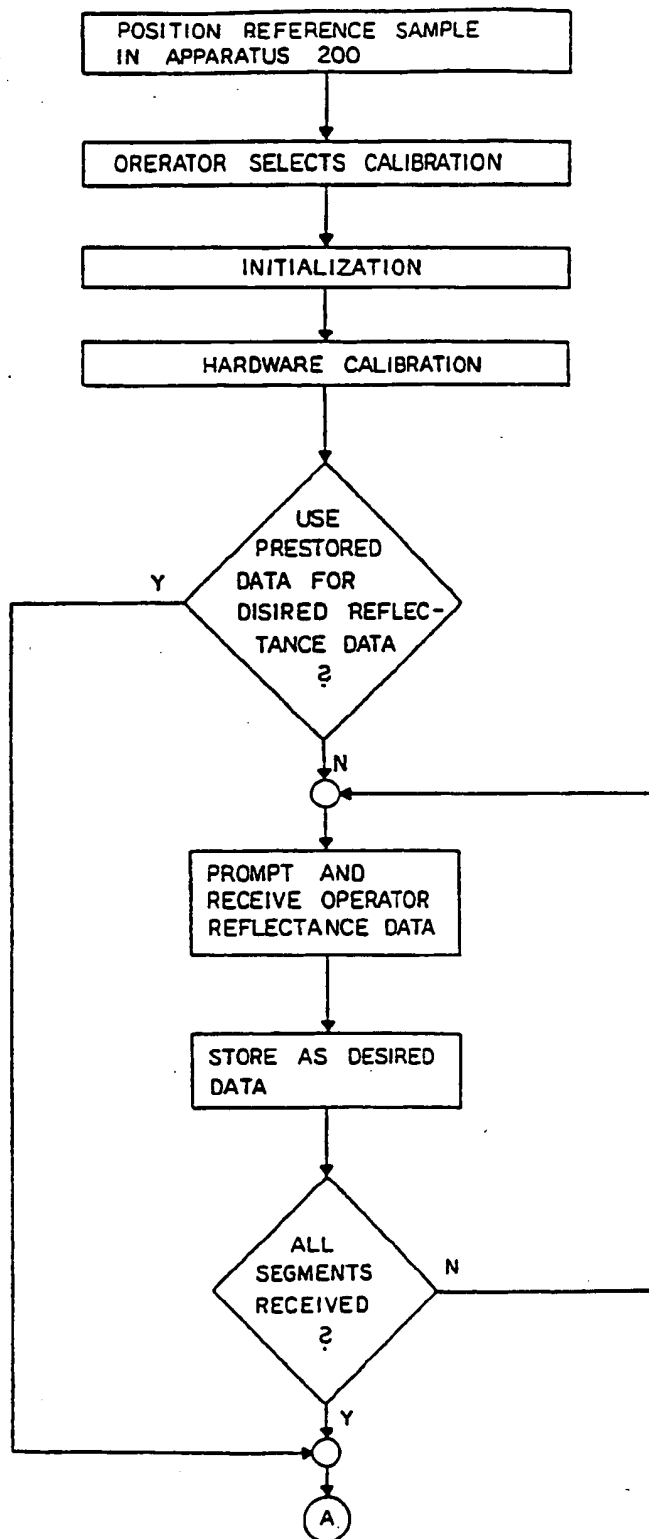 POSITION REFERENCE SAMPLE
IN APPARATUS 200
ORERATOR SELECTS CALIBRATION
INITIALIZATION
HARDWARE CALIBRATION
USE
PRESTORED
DATA FOR
DISIRED REFLEC-
TANCE DATA
?
Y
N
PROMPT AND
RECEIVE OPERATOR
REFLECTANCE DATA
STORE AS DESIRED
DATA
ALL
SEGMENTS
RECEIVED
?
N
Y
A